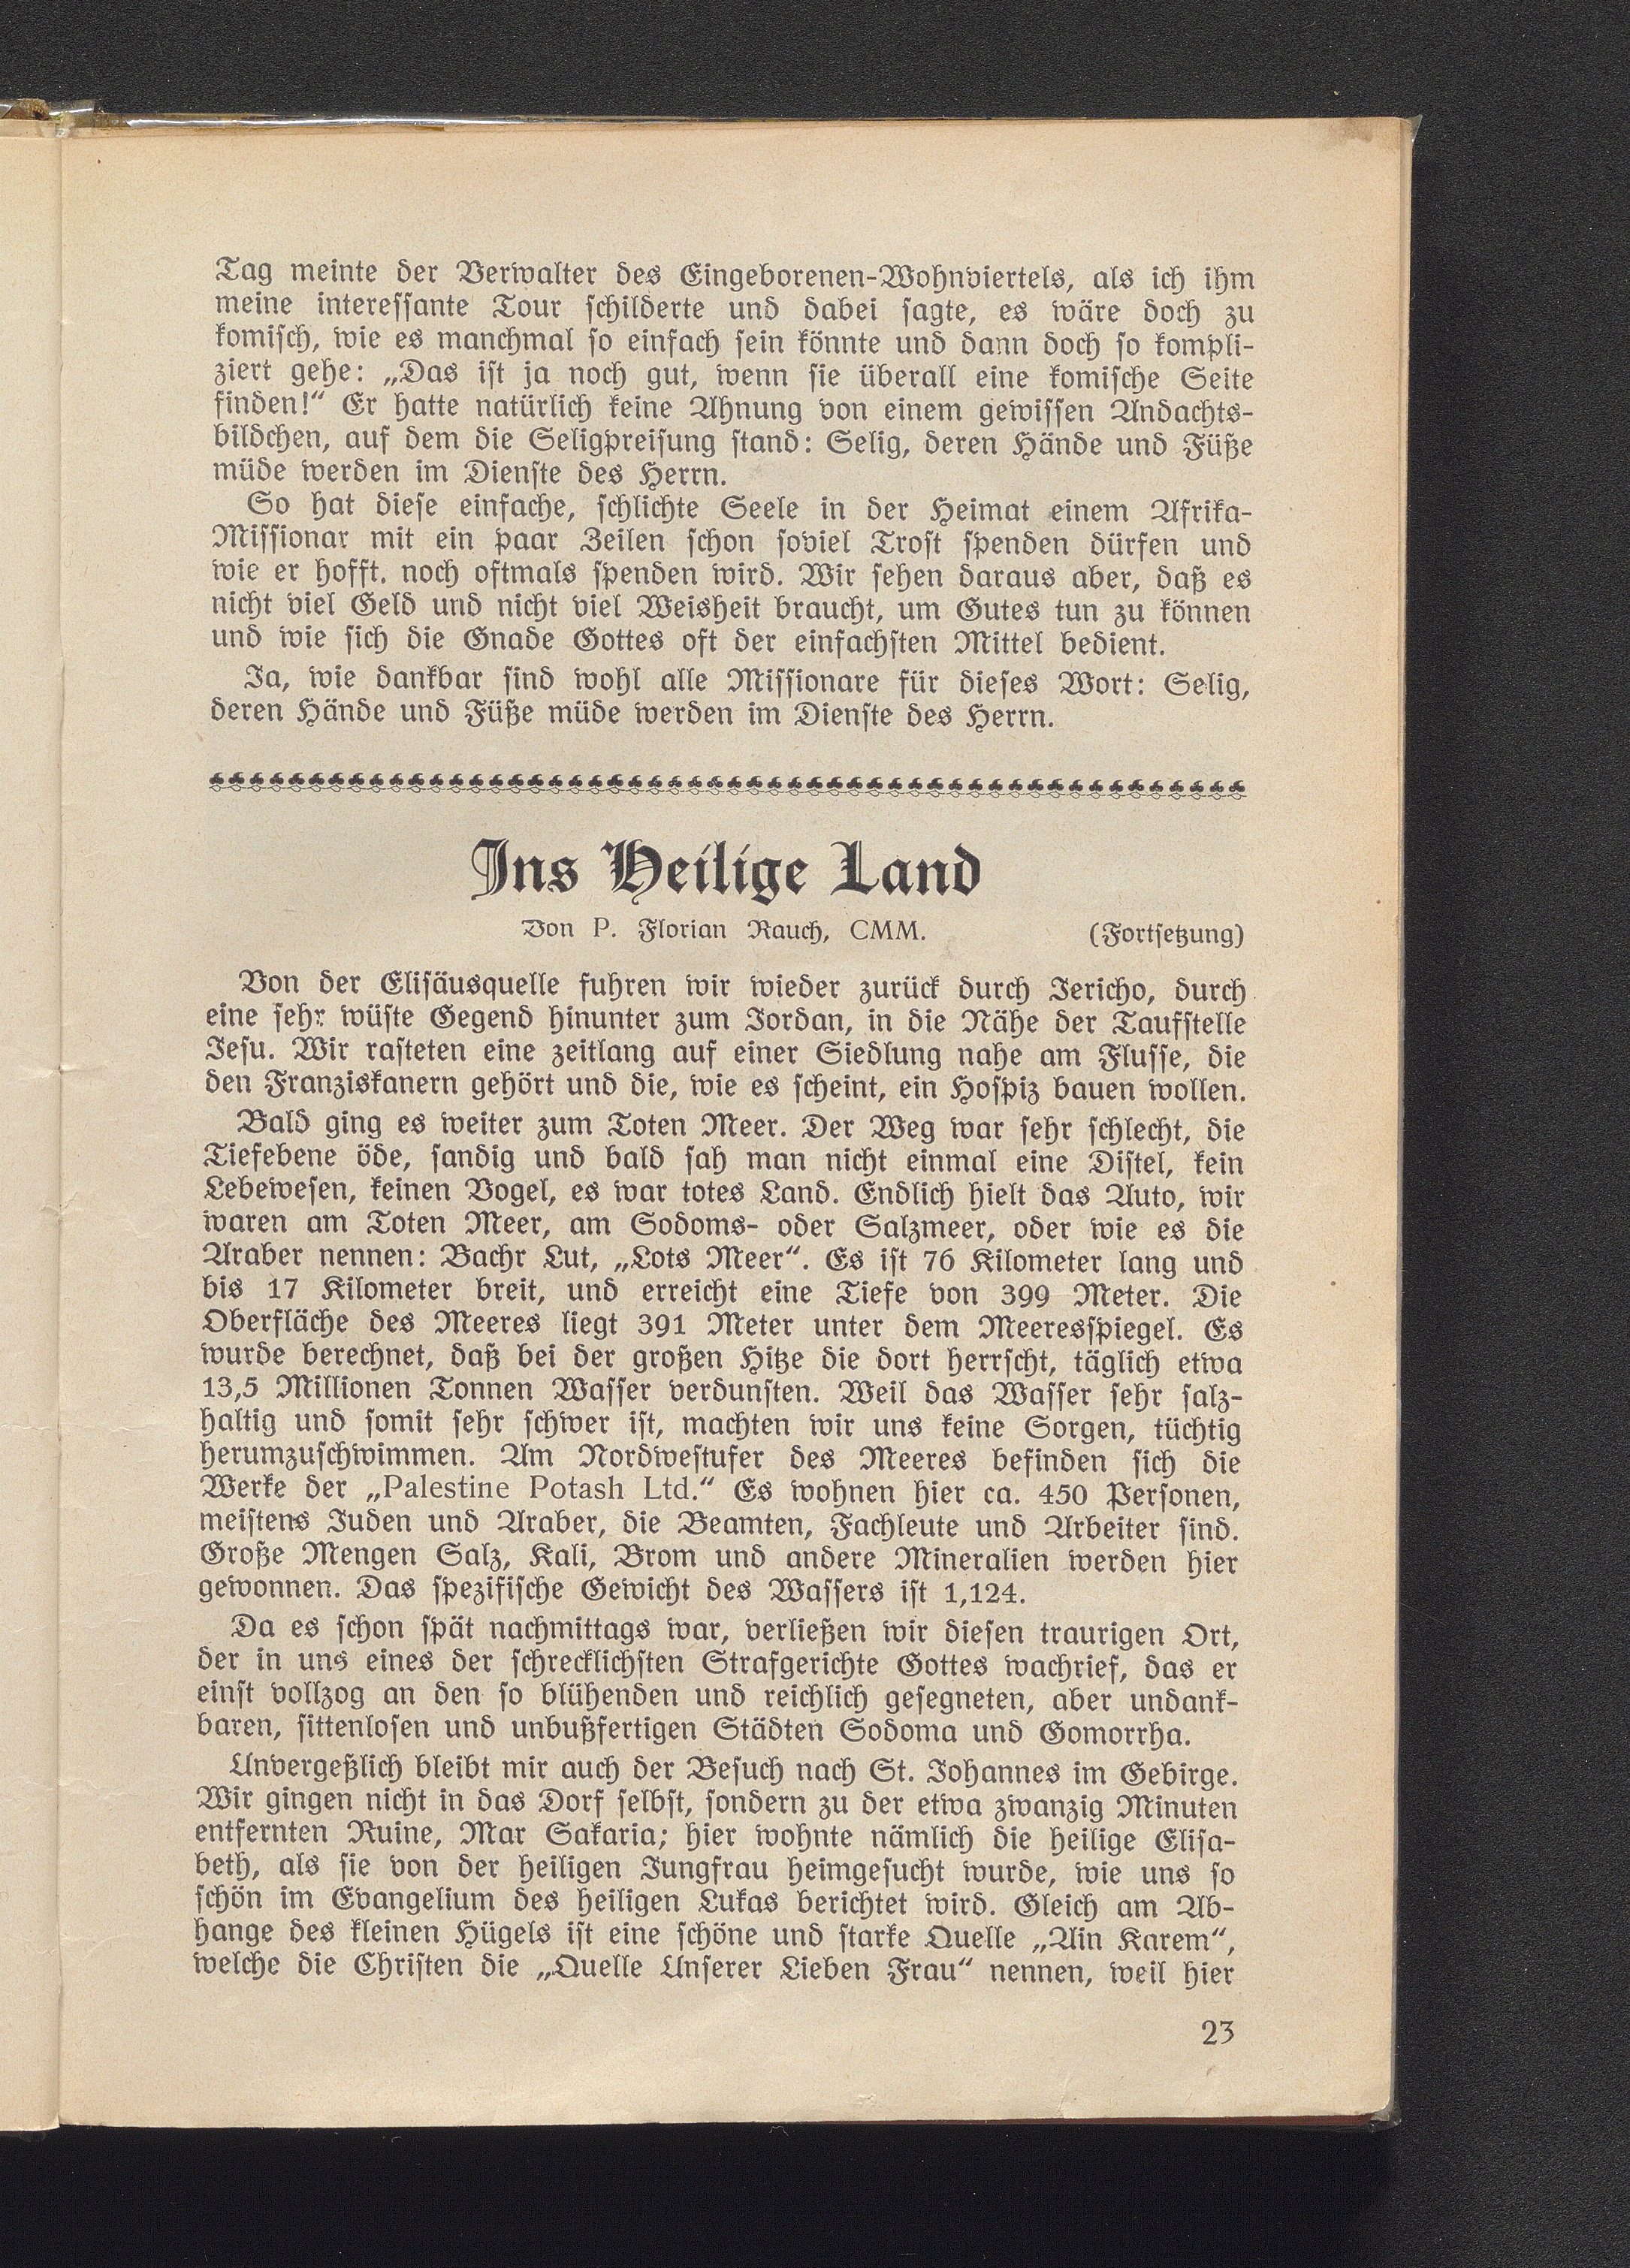 Tag meinte der Verwalter des Eingeborenen-Wohnviertels, als ich ihm
meine interessante Tour schilderte und dabei sagte, es wäre doch zu
komisch, wie es manchmal so einfach sein könnte und dann doch so kompli-
ziert gehe: „Das ist ja noch gut, wenn sie überall eine komische Seite
finden!“ Er hatte natürlich keine Ahnung von einem gewissen Andachts-
bildchen, auf dem die Seligpreisung stand: Selig, deren Hände und Füße
müde werden im Dienste des Herrn.
So hat diese einfache, schlichte Seele in der Heimat einem Afrika-
Missionar mit ein paar Zeilen schon soviel Trost spenden dürfen und
wie er hofft. noch oftmals spenden wird. Wir sehen daraus aber, daß es
nicht viel Geld und nicht viel Weisheit braucht, um Gutes tun zu können
und wie sich die Gnade Gottes oft der einfachsten Mittel bedient.
Ja, wie dankbar sind wohl alle Missionare für dieses Wort: Selig,
deren Hände und Füße müde werden im Dienste des Herrn.
Ins Heilige Land
Von P. Florian Rauch, CMM. (Fortsetzung)
Von der Elisäusquelle fuhren wir wieder zurück durch Jericho, durch
eine sehr wüste Gegend hinunter zum Jordan, in die Nähe der Taufstelle
Jesu. Wir rasteten eine zeitlang auf einer Siedlung nahe am Flusse, die
den Franziskanern gehört und die, wie es scheint, ein Hospiz bauen wollen.
Bald ging es weiter zum Toten Meer. Der Weg war sehr schlecht, die
Tiefebene öde, sandig und bald sah man nicht einmal eine Distel, kein
Lebewesen, keinen Vogel, es war totes Land. Endlich hielt das Auto, wir
waren am Toten Meer, am Sodoms- oder Salzmeer, oder wie es die
Araber nennen: Bachr Lut, „Lots Meer“. Es ist 76 Kilometer lang und
bis 17 Kilometer breit, und erreicht eine Tiefe von 399 Meter. Die
Oberfläche des Meeres liegt 391 Meter unter dem Meeresspiegel. Es
wurde berechnet, daß bei der großen Hitze die dort herrscht, täglich etwa
13,5 Millionen Tonnen Wasser verdunsten. Weil das Wasser sehr salz-
haltig und somit sehr schwer ist, machten wir uns keine Sorgen, tüchtig
herumzuschwimmen. Am Nordwestufer des Meeres befinden sich die
Werke der „Palestine Potash Ltd.“ Es wohnen hier ca. 450 Personen,
meistens Juden und Araber, die Beamten, Fachleute und Arbeiter sind.
Große Mengen Salz, Kali, Brom und andere Mineralien werden hier
gewonnen. Das spezifische Gewicht des Wassers ist 1,124.
Da es schon spät nachmittags war, verließen wir diesen traurigen Ort,
der in uns eines der schrecklichsten Strafgerichte Gottes wachrief, das er
einst vollzog an den so blühenden und reichlich gesegneten, aber undank-
baren, sittenlosen und unbußfertigen Städten Sodoma und Gomorrha.
Unvergeßlich bleibt mir auch der Besuch nach St. Johannes im Gebirge.
Wir gingen nicht in das Dorf selbst, sondern zu der etwa zwanzig Minuten
entfernten Ruine, Mar Sakaria; hier wohnte nämlich die heilige Elisa-
beth, als sie von der heiligen Jungfrau heimgesucht wurde, wie uns so
schön im Evangelium des heiligen Lukas berichtet wird. Gleich am Ab-
hange des kleinen Hügels ist eine schöne und starke Quelle „Ain Karem“,
welche die Christen die „Quelle Unserer Lieben Frau“ nennen, weil hier
23